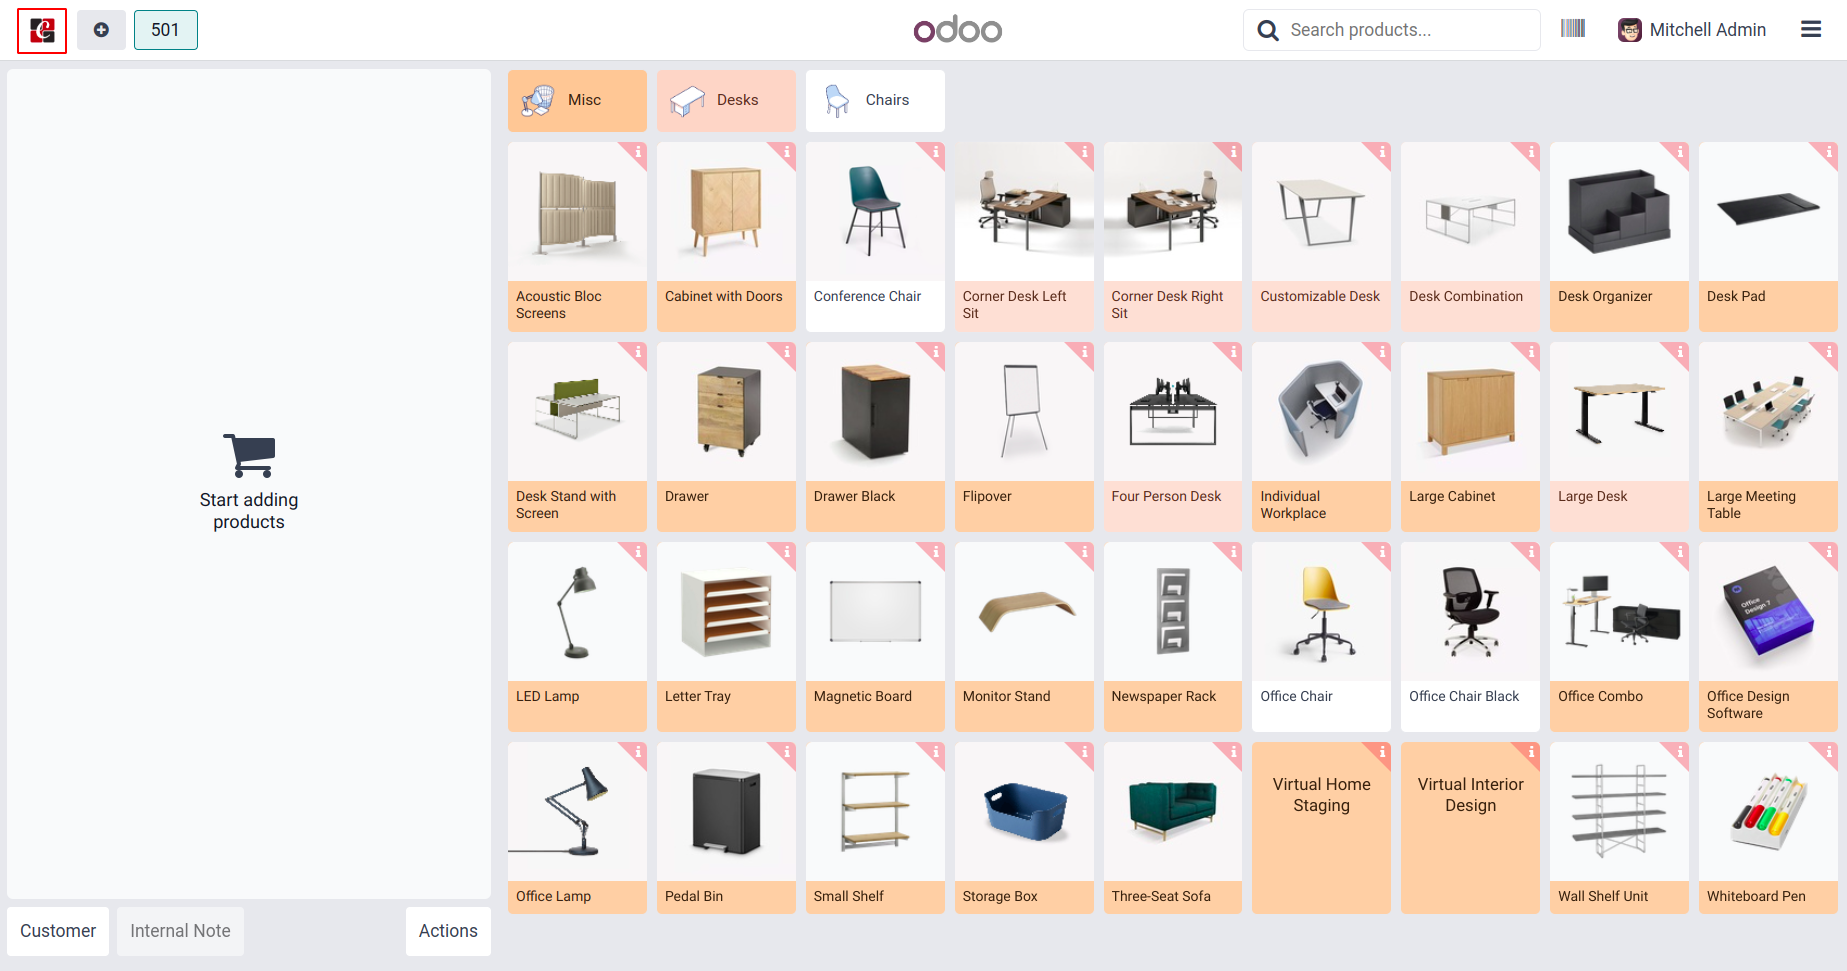 501
odoo
Search products...
Mitchell Admin
Start adding
products
Customer
Internal Note
Actions
Misc
Desks
Chairs
Acoustic Bloc
Screens
Cabinet with Doors
Conference Chair
Corner Desk Left
Sit
Corner Desk Right
Sit
Customizable Desk
Desk Combination
Desk Organizer
Desk Pad
Desk Stand with
Screen
Drawer
Drawer Black
Flipover
Four Person Desk
Individual
Workplace
Large Cabinet
Large Desk
Large Meeting
Table
LED Lamp
Letter Tray
Magnetic Board
Monitor Stand
Newspaper Rack
Office Chair
Office Chair Black
Office Combo
Office
Design 7
Office Design
Software
Office Lamp
Pedal Bin
Small Shelf
Storage Box
Three-Seat Sofa
Virtual Home
Staging
Virtual Interior
Design
Wall Shelf Unit
Whiteboard Pen